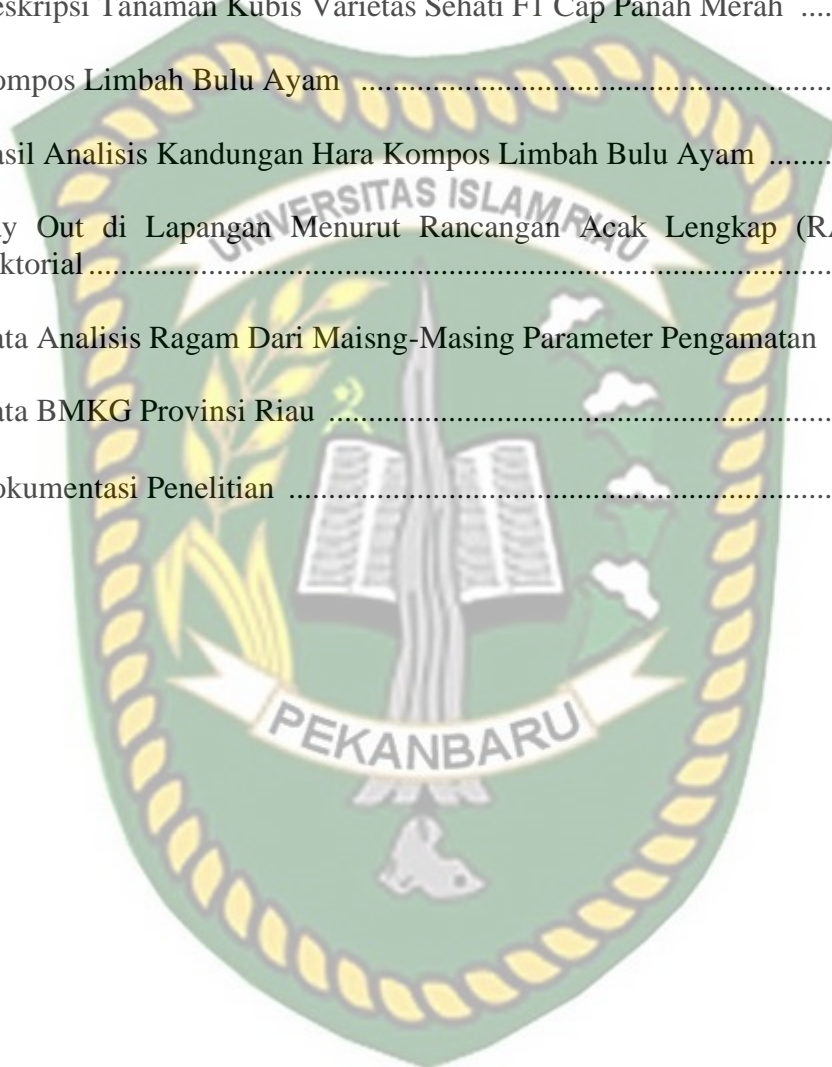 eskripsi Tanaman Kubis Varietas Sehati F1 Cap Panah Merah ....
ompos Limbah Bulu Ayam ....................................................
asil Analisis Kandungan Hara Kompos Limbah Bulu Ayam ........
UNIVERSITAS ISLAM RIAU
y Out di Lapangan Menurut Rancangan Acak Lengkap (RA
ktorial....................................................................................
ata Analisis Ragam Dari Maisng-Masing Parameter Pengamatan
ata BMKG Provinsi Riau .........................................................
okumentasi Penelitian ..............................................................
PEKANBARU